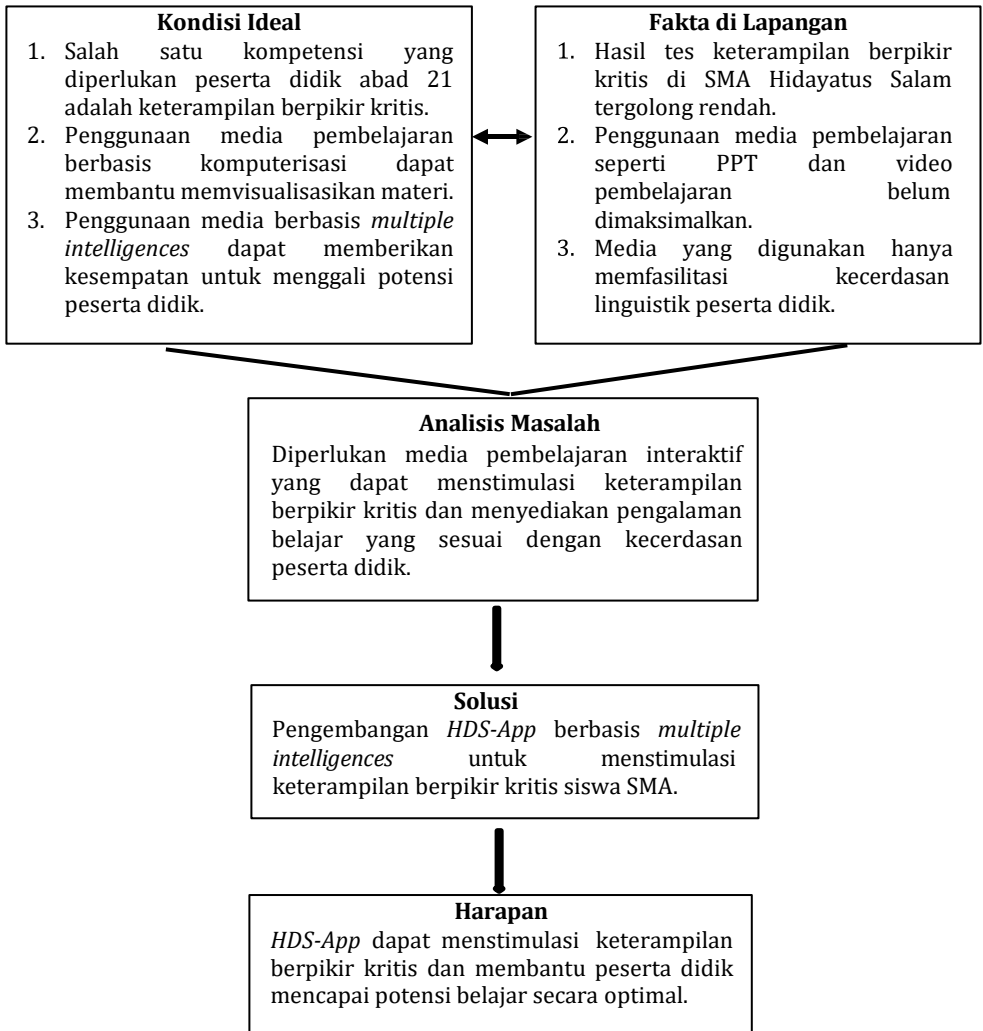 Kondisi Ideal
1. Salah satu kompetensi yang
diperlukan peserta didik abad 21
adalah keterampilan berpikir kritis.
2. Penggunaan media pembelajaran
berbasis komputerisasi dapat
membantu memvisualisasikan materi.
3. Penggunaan media berbasis multiple
intelligences dapat memberikan
kesempatan untuk menggali potensi
peserta didik.
Fakta di Lapangan
1. Hasil tes keterampilan berpikir
kritis di SMA Hidayatus Salam
tergolong rendah.
2. Penggunaan media pembelajaran
seperti PPT dan video
pembelajaran belum
dimaksimalkan.
3. Media yang digunakan hanya
memfasilitasi kecerdasan
linguistik peserta didik.
Analisis Masalah
Diperlukan media pembelajaran interaktif
yang dapat menstimulasi keterampilan
berpikir kritis dan menyediakan pengalaman
belajar yang sesuai dengan kecerdasan
peserta didik.
Solusi
Pengembangan HDS-App berbasis multiple
intelligences untuk menstimulasi
keterampilan berpikir kritis siswa SMA.
Harapan
HDS-App dapat menstimulasi keterampilan
berpikir kritis dan membantu peserta didik
mencapai potensi belajar secara optimal.